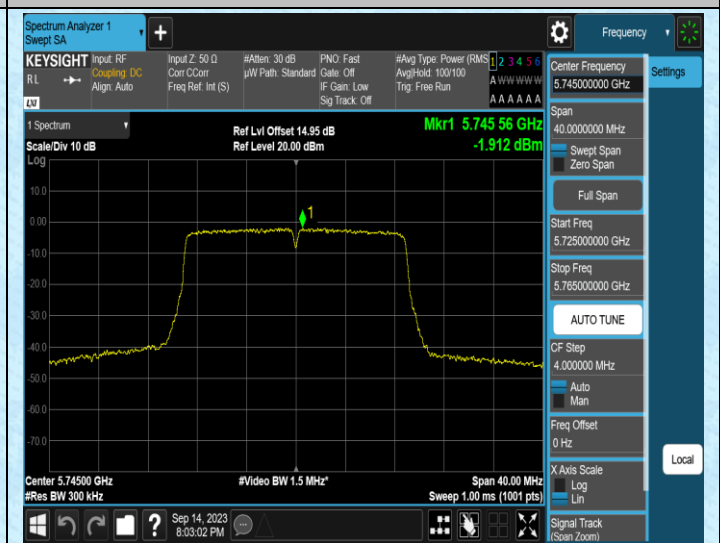 Spectrum Analyzer 1
Swept SA
+
Frequency
KEYSIGHT
RL
LXI
Input: RF
Coupling: DC
Align: Auto
Input Z: 50 Ω
Corr CCorr
Freq Ref: Int (S)
#Atten: 30 dB
µW Path: Standard
PNO: Fast
Gate: Off
IF Gain: Low
Sig Track: Off
#Avg Type: Power (RMS
Avg|Hold: 100/100
Trig: Free Run
1 2 3 4 5 6
A W W W W W
A A A A A A
Center Frequency
5.745000000 GHz
Settings
Span
40.0000000 MHz
Swept Span
Zero Span
Full Span
Start Freq
5.725000000 GHz
Stop Freq
5.765000000 GHz
AUTO TUNE
CF Step
4.000000 MHz
Auto
Man
Freq Offset
0 Hz
X Axis Scale
Log
Lin
Local
Signal Track
(Span Zoom)
1 Spectrum
Scale/Div 10 dB
Ref Lvl Offset 14.95 dB
Ref Level 20.00 dBm
Mkr1 5.745 56 GHz
-1.912 dBm
Log
10.0
0.00
-10.0
-20.0
-30.0
-40.0
-50.0
-60.0
-70.0
1
Center 5.74500 GHz
#Res BW 300 kHz
#Video BW 1.5 MHz*
Span 40.00 MHz
Sweep 1.00 ms (1001 pts)
?
Sep 14, 2023
8:03:02 PM